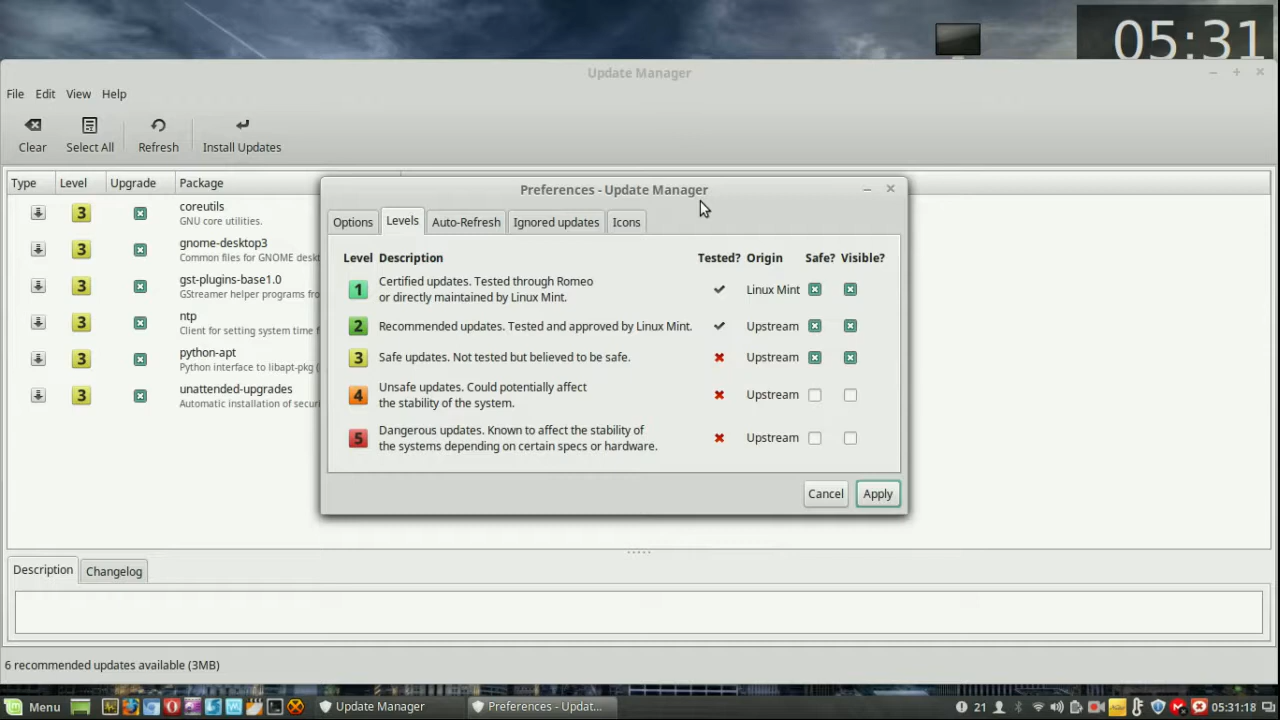 05:31
Update Manager
File Edit View Help
Clear Select All Refresh Install Updates
Type Level Upgrade Package
3 coreutils
GNU core utilities.
3 gnome-desktop3
Common files for GNOME desk
3 gst-plugins-base1.0
GStreamer helper programs fro
3 ntp
Client for setting system time f
3 python-apt
Python interface to libapt-pkg (
3 unattended-upgrades
Automatic installation of securi
Preferences - Update Manager
Options Levels Auto-Refresh Ignored updates Icons
Level Description Tested? Origin Safe? Visible?
1 Certified updates. Tested through Romeo
or directly maintained by Linux Mint. Linux Mint
2 Recommended updates. Tested and approved by Linux Mint. Upstream
3 Safe updates. Not tested but believed to be safe. Upstream
4 Unsafe updates. Could potentially affect
the stability of the system. Upstream
5 Dangerous updates. Known to affect the stability of
the systems depending on certain specs or hardware. Upstream
Cancel Apply
Description Changelog
6 recommended updates available (3MB)
Menu Update Manager Preferences - Updat... 21 05:31:18